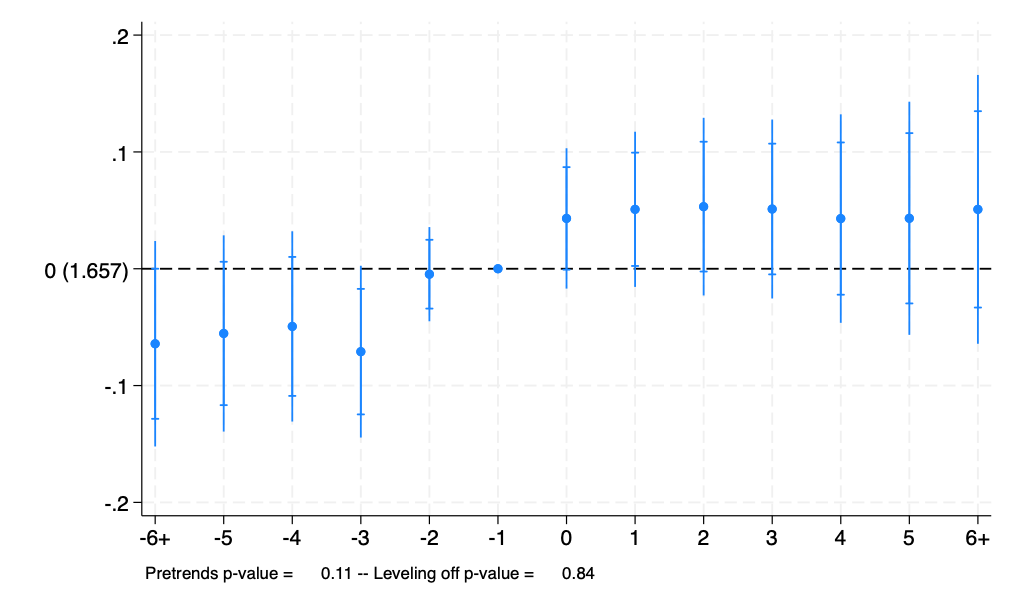 .2
.1
0 (1.657)
-.1
-.2
-6+ -5 -4 -3 -2 -1 0 1 2 3 4 5 6+
Pretrends p-value = 0.11 -- Leveling off p-value = 0.84